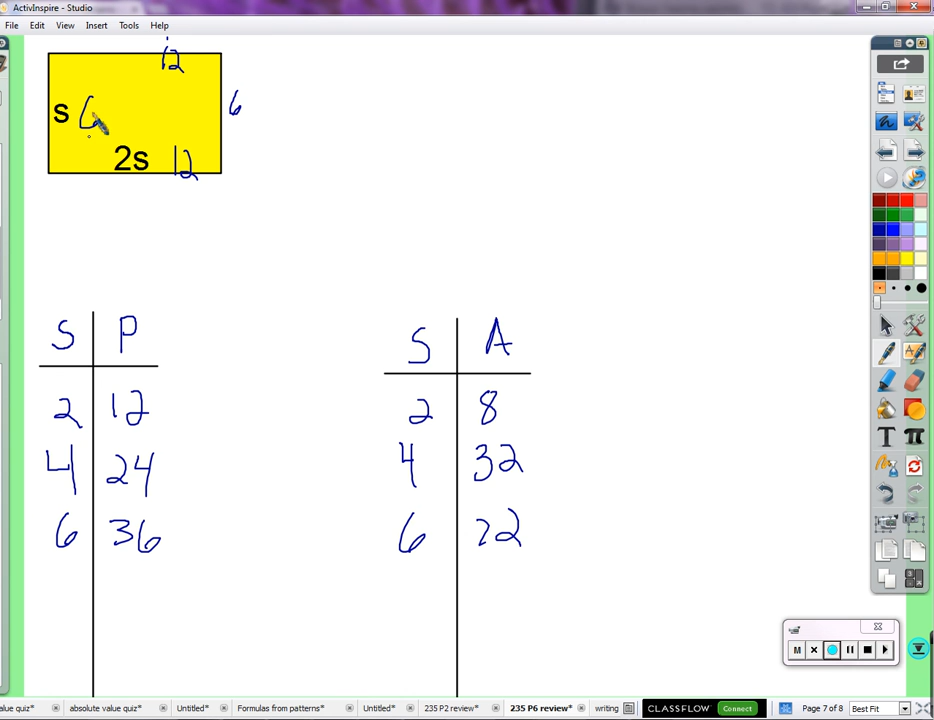 ActivInspire - Studio
File Edit View Insert Tools Help
12
s 6
6
2s 12
S P
2 12
4 24
6 36
S A
2 8
4 32
6 72
M
value quiz* absolute value quiz* Untitled* Formulas from patterns* Untitled* 235 P2 review* 235 P6 review* writing CLASSFLOW Connect Page 7 of 8 Best Fit